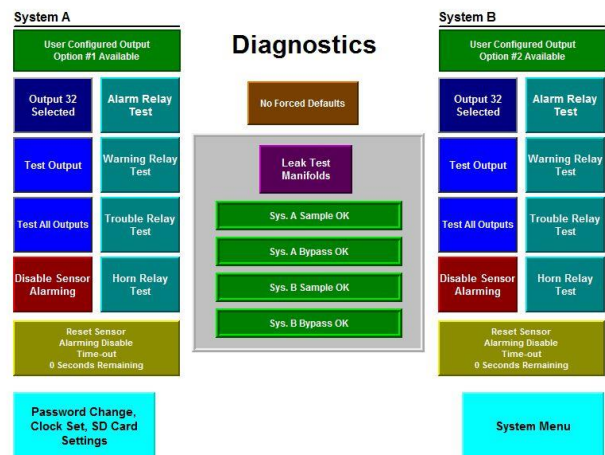 System A
User Configured Output
Option #1 Available
Output 32
Selected
Alarm Relay
Test
Test Output
Warning Relay
Test
Test All Outputs
Trouble Relay
Test
Disable Sensor
Alarming
Horn Relay
Test
Reset Sensor
Alarming Disable
Time-out
0 Seconds Remaining
Password Change,
Clock Set, SD Card
Settings
Diagnostics
No Forced Defaults
Leak Test
Manifolds
Sys. A Sample OK
Sys. A Bypass OK
Sys. B Sample OK
Sys. B Bypass OK
System B
User Configured Output
Option #2 Available
Output 32
Selected
Alarm Relay
Test
Test Output
Warning Relay
Test
Test All Outputs
Trouble Relay
Test
Disable Sensor
Alarming
Horn Relay
Test
Reset Sensor
Alarming Disable
Time-out
0 Seconds Remaining
System Menu